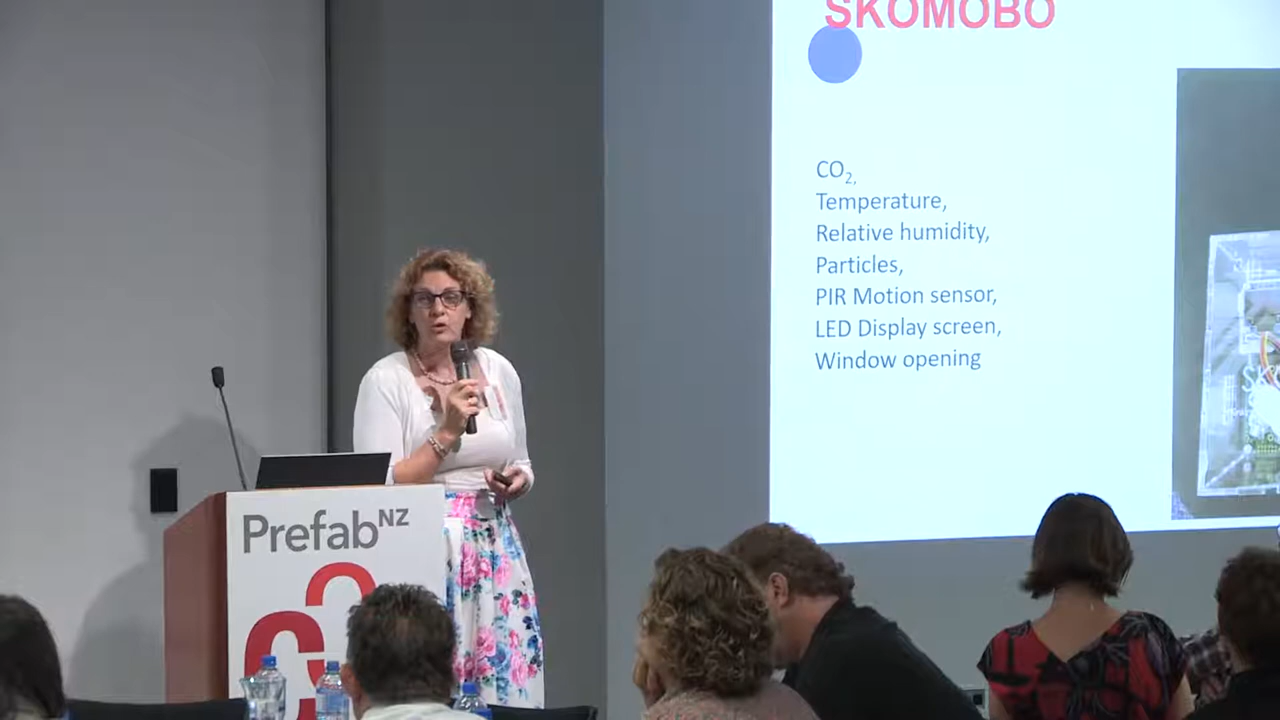 SKOMOBO
CO2,
Temperature,
Relative humidity,
Particles,
PIR Motion sensor,
LED Display screen,
Window opening
PrefabNZ